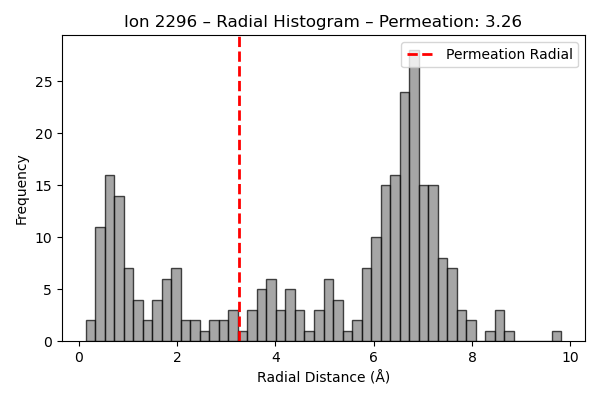 Ion 2296 – Radial Histogram – Permeation: 3.26
Permeation Radial
Frequency
25
20
15
10
5
0
0 2 4 6 8 10
Radial Distance (Å)